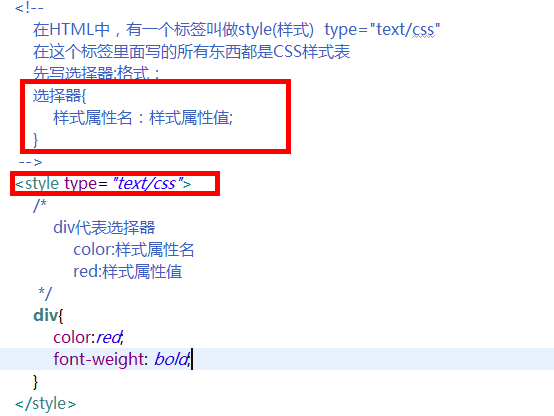 <!--
在HTML中，有一个标签叫做style(样式)  type="text/css"
在这个标签里面写的所有东西都是CSS样式表
先写选择器:格式：
选择器{
样式属性名：样式属性值;
}
-->
<style type="text/css">
/*
div代表选择器
color:样式属性名
red:样式属性值
*/
div{
color:red;
font-weight: bold;
}
</style>